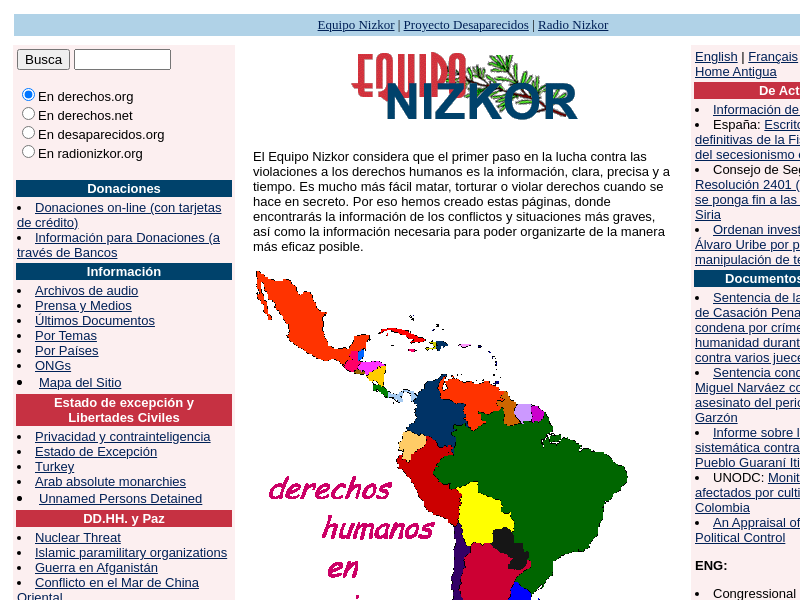 Equipo Nizkor | Proyecto Desaparecidos | Radio Nizkor
Busca
En derechos.org
En derechos.net
En desaparecidos.org
En radionizkor.org
Donaciones
Donaciones on-line (con tarjetas
de crédito)
Información para Donaciones (a
través de Bancos
Información
Archivos de audio
Prensa y Medios
Últimos Documentos
Por Temas
Por Países
ONGs
Mapa del Sitio
Estado de excepción y
Libertades Civiles
Privacidad y contrainteligencia
Estado de Excepción
Turkey
Arab absolute monarchies
Unnamed Persons Detained
DD.HH. y Paz
Nuclear Threat
Islamic paramilitary organizations
Guerra en Afganistán
Conflicto en el Mar de China
Oriental
EQUIPO
NIZKOR
El Equipo Nizkor considera que el primer paso en la lucha contra las
violaciones a los derechos humanos es la información, clara, precisa y a
tiempo. Es mucho más fácil matar, torturar o violar derechos cuando se
hace en secreto. Por eso hemos creado estas páginas, donde
encontrarás la información de los conflictos y situaciones más graves,
así como la información necesaria para poder organizarte de la manera
más eficaz posible.
derechos
humanos
en
English | Français
Home Antigua
De Act
Información de
España: Escrito
definitivas de la Fis
del secesionismo
Consejo de Seg
Resolución 2401 (
se ponga fin a las
Siria
Ordenan invest
Álvaro Uribe por p
manipulación de te
Documentos
Sentencia de la
de Casación Pena
condena por críme
humanidad durant
contra varios juece
Sentencia cond
Miguel Narváez co
asesinato del perio
Garzón
Informe sobre l
sistemática contra
Pueblo Guaraní Iti
UNODC: Monit
afectados por culti
Colombia
An Appraisal of
Political Control
ENG:
Congressional